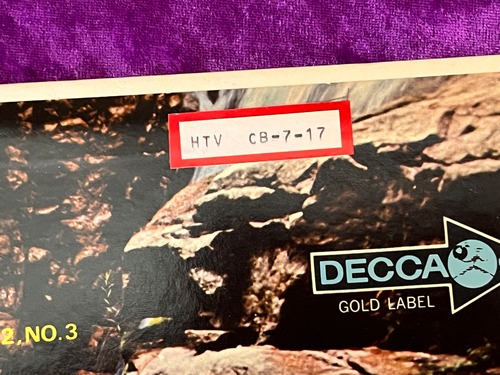 HTV CB-7-17
DECCA
GOLD LABEL
2, NO. 3